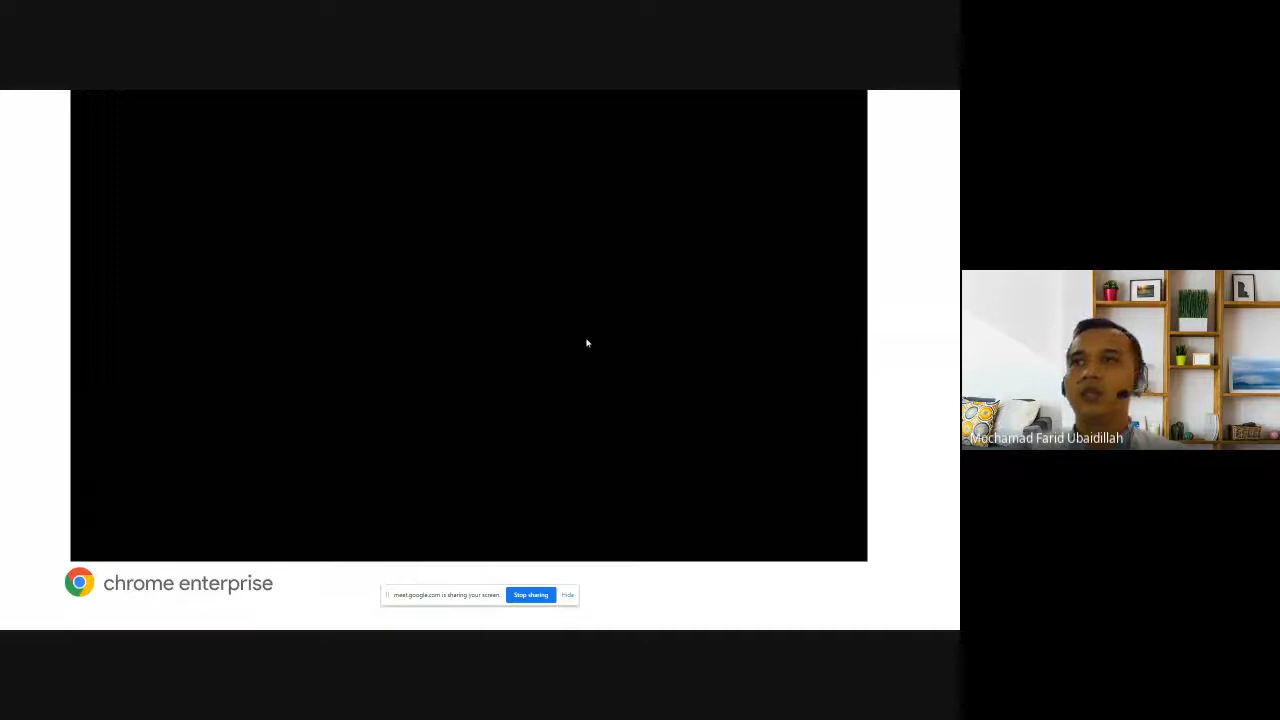 chrome enterprise
meet.google.com is sharing your screen.
Stop sharing
Hide
Mochamad Farid Ubaidillah